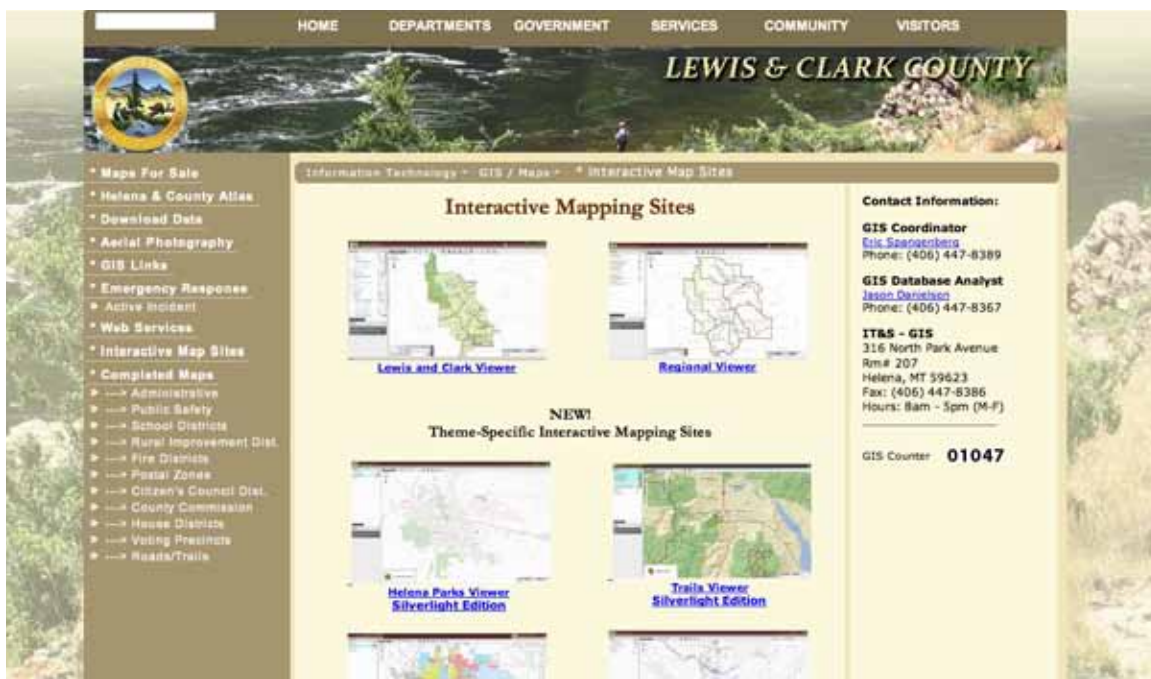 HOME DEPARTMENTS GOVERNMENT SERVICES COMMUNITY VISITORS
LEWIS & CLARK COUNTY
* Maps For Sale
* Helena & County Atlas
* Download Data
* Aerial Photography
* GIS Links
* Emergency Response
Active Incident
* Web Services
* Interactive Map Sites
* Completed Maps
---> Administrative
---> Public Safety
---> School Districts
---> Rural Improvement Dist.
---> Fire Districts
---> Postal Zones
---> Citizen's Council Dist.
---> County Commission
---> House Districts
---> Voting Precincts
---> Roads/Trails
Information Technology GIS / Maps * Interactive Map Sites
Interactive Mapping Sites
Lewis and Clark Viewer
Regional Viewer
NEW!
Theme-Specific Interactive Mapping Sites
Helena Parks Viewer
Silverlight Edition
Trails Viewer
Silverlight Edition
Contact Information:
GIS Coordinator
Eric Spangenberg
Phone: (406) 447-8389
GIS Database Analyst
Jason Danielson
Phone: (406) 447-8367
IT&S - GIS
316 North Park Avenue
Rm# 207
Helena, MT 59623
Fax: (406) 447-8386
Hours: 8am - 5pm (M-F)
GIS Counter 01047